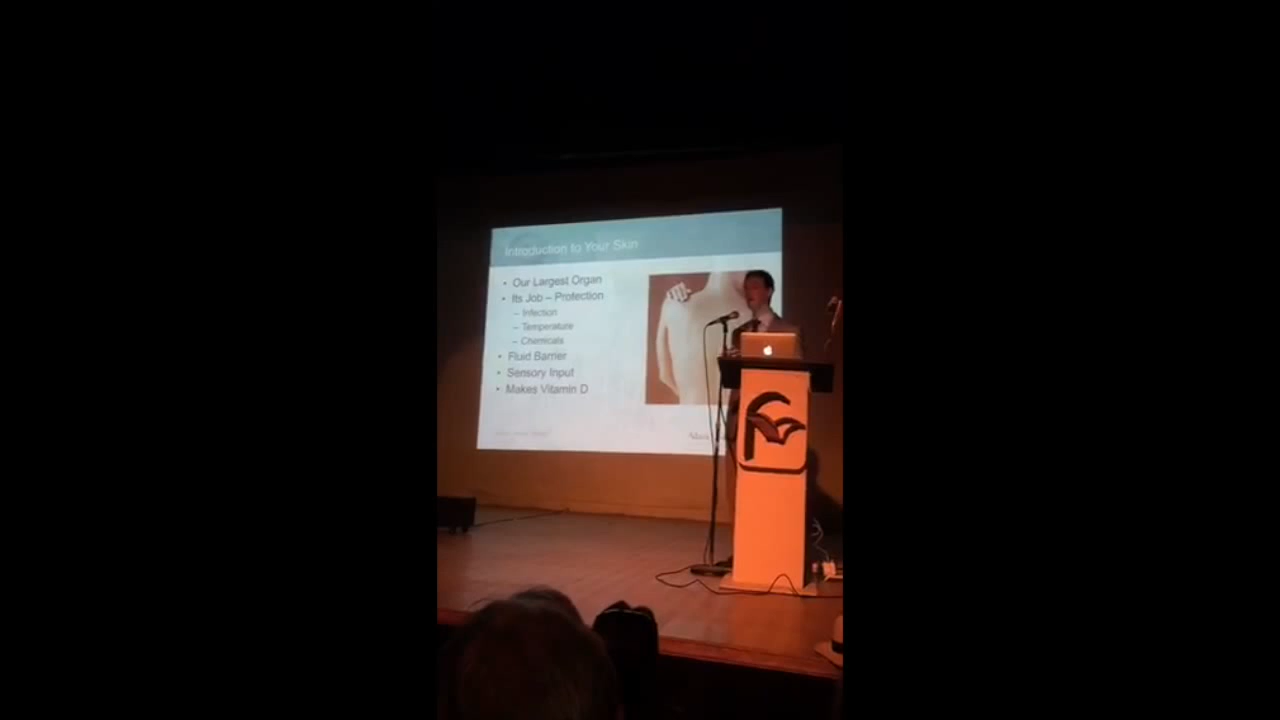 Introduction to Your Skin
• Our Largest Organ
• Its Job – Protection
– Infection
– Temperature
– Chemicals
• Fluid Barrier
• Sensory Input
• Makes Vitamin D